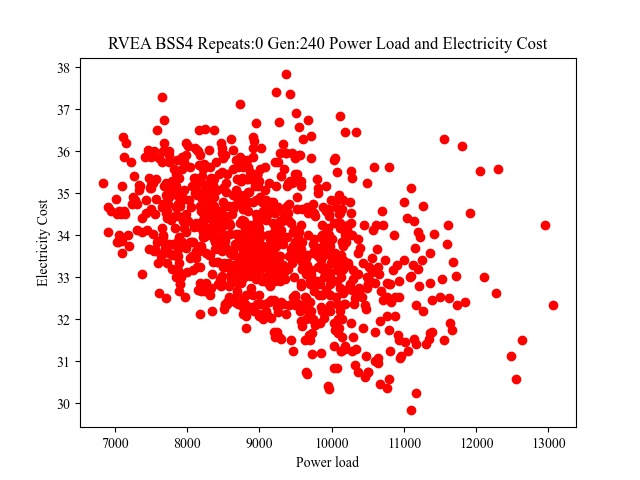 RVEA BSS4 Repeats:0 Gen:240 Power Load and Electricity Cost
38
37
36
35
34
33
32
31
30
Electricity Cost
7000 8000 9000 10000 11000 12000 13000
Power load